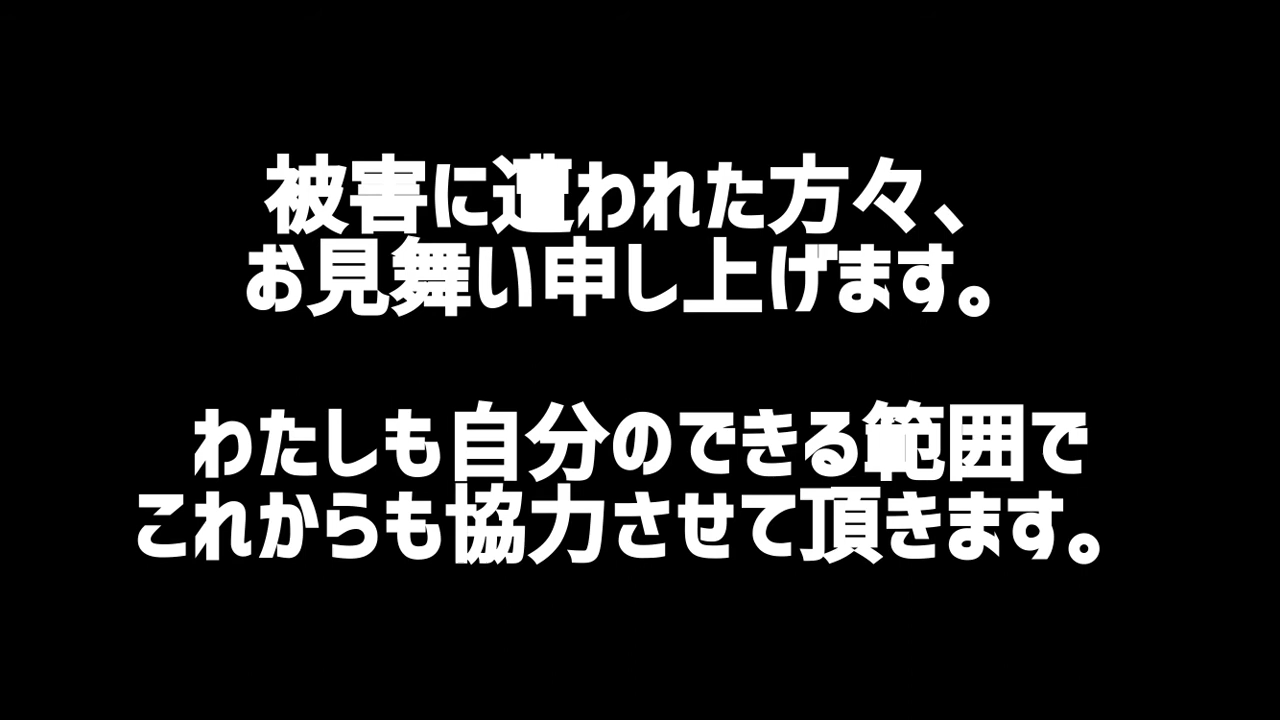 被害に遭われた方々、
お見舞い申し上げます。
わたしも自分のできる範囲で
これからも協力させて頂きます。